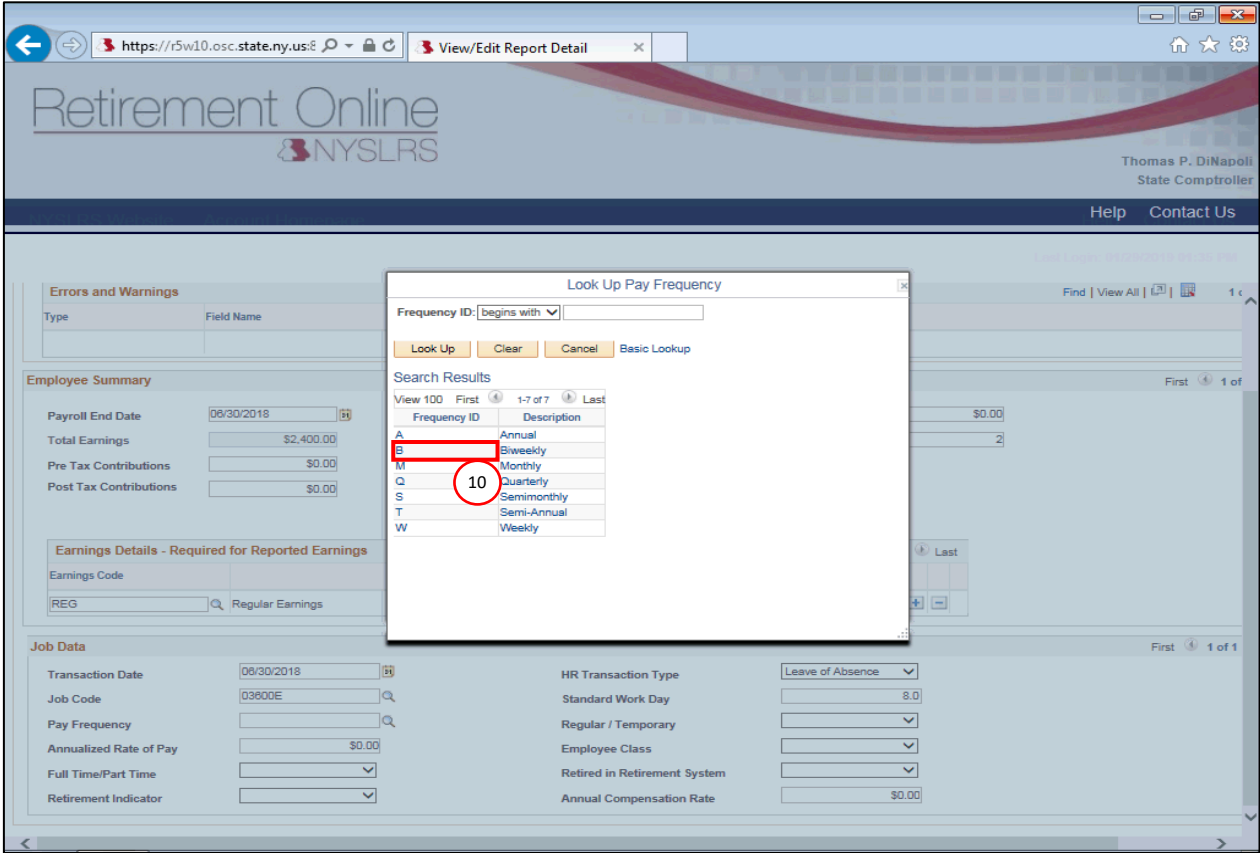 https://r5w10.osc.state.ny.us:8
View/Edit Report Detail
Retirement Online
NYSLRS
Thomas P. DiNapoli
State Comptroller
NYSLRS Website Account Homepage
Help Contact Us
Errors and Warnings
Find | View All | 1
Type Field Name
Employee Summary
First 1 of
Payroll End Date 06/30/2018 $0.00
Total Earnings $2,400.00 2
Pre Tax Contributions $0.00
Post Tax Contributions $0.00
Earnings Details - Required for Reported Earnings
Last
Earnings Code
REG Regular Earnings
Look Up Pay Frequency
Frequency ID: begins with
Look Up Clear Cancel Basic Lookup
Search Results
View 100 First 1-7 of 7 Last
Frequency ID Description
A Annual
B Biweekly
M Monthly
Q Quarterly
S Semimonthly
T Semi-Annual
W Weekly
10
Job Data
First 1 of 1
Transaction Date 06/30/2018 HR Transaction Type Leave of Absence
Job Code 03600E Standard Work Day 8.0
Pay Frequency Regular / Temporary
Annualized Rate of Pay $0.00 Employee Class
Full Time/Part Time Retired in Retirement System
Retirement Indicator Annual Compensation Rate $0.00